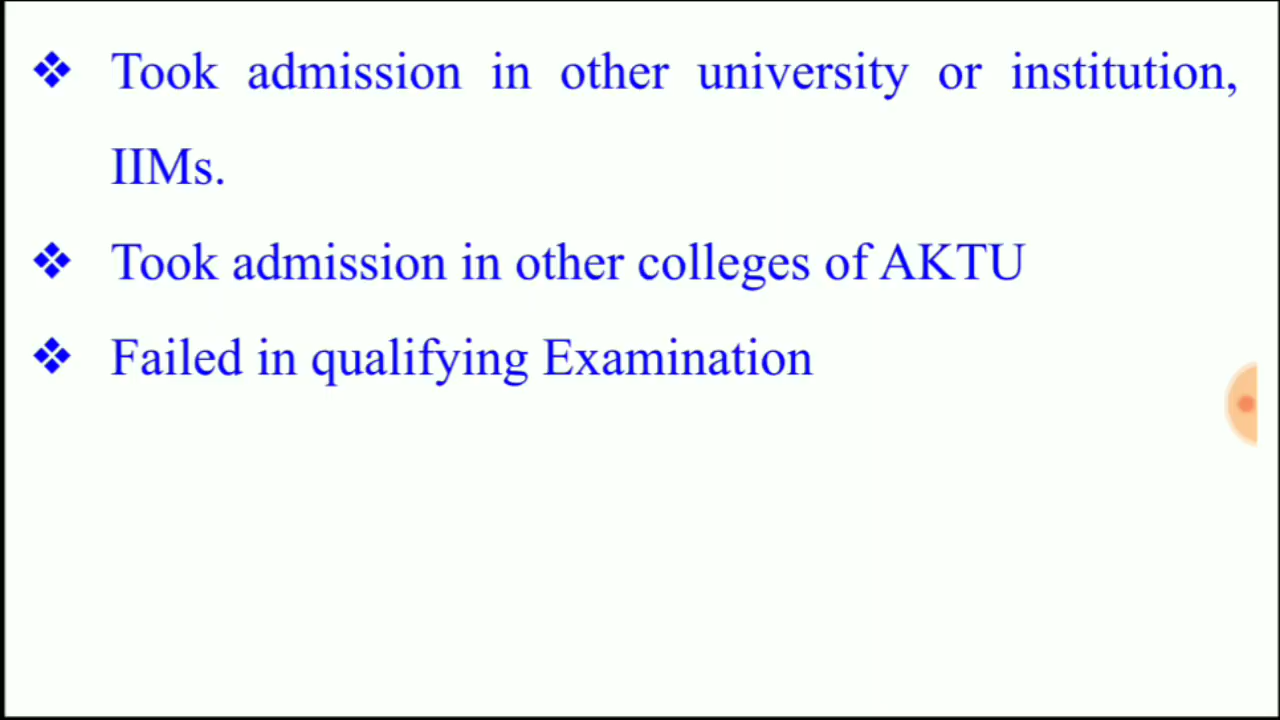 ❖ Took admission in other university or institution,
IIMs.
❖ Took admission in other colleges of AKTU
❖ Failed in qualifying Examination